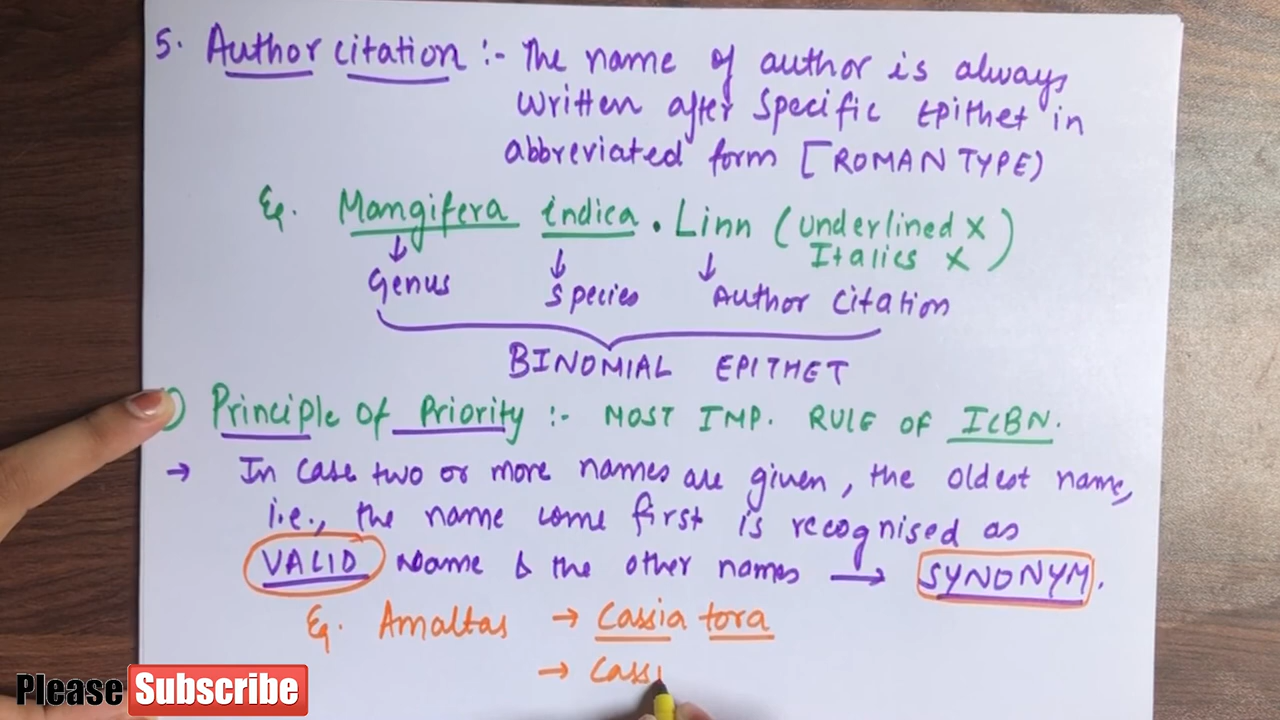 5. Author citation :- The name of author is always
written after specific Epithet in
abbreviated form [ROMAN TYPE)
Eg. Mangifera indica . Linn (underlined x
Italics x)
Genus Species Author Citation
BINOMIAL EPITHET
Principle of Priority :- MOST IMP. RULE OF ICBN.
→ In case two or more names are given, the oldest name,
i.e., the name come first is recognised as
VALID Name & the other names → SYNONYM.
Eg. Amaltas → Cassia tora
→ Cassi
Please Subscribe